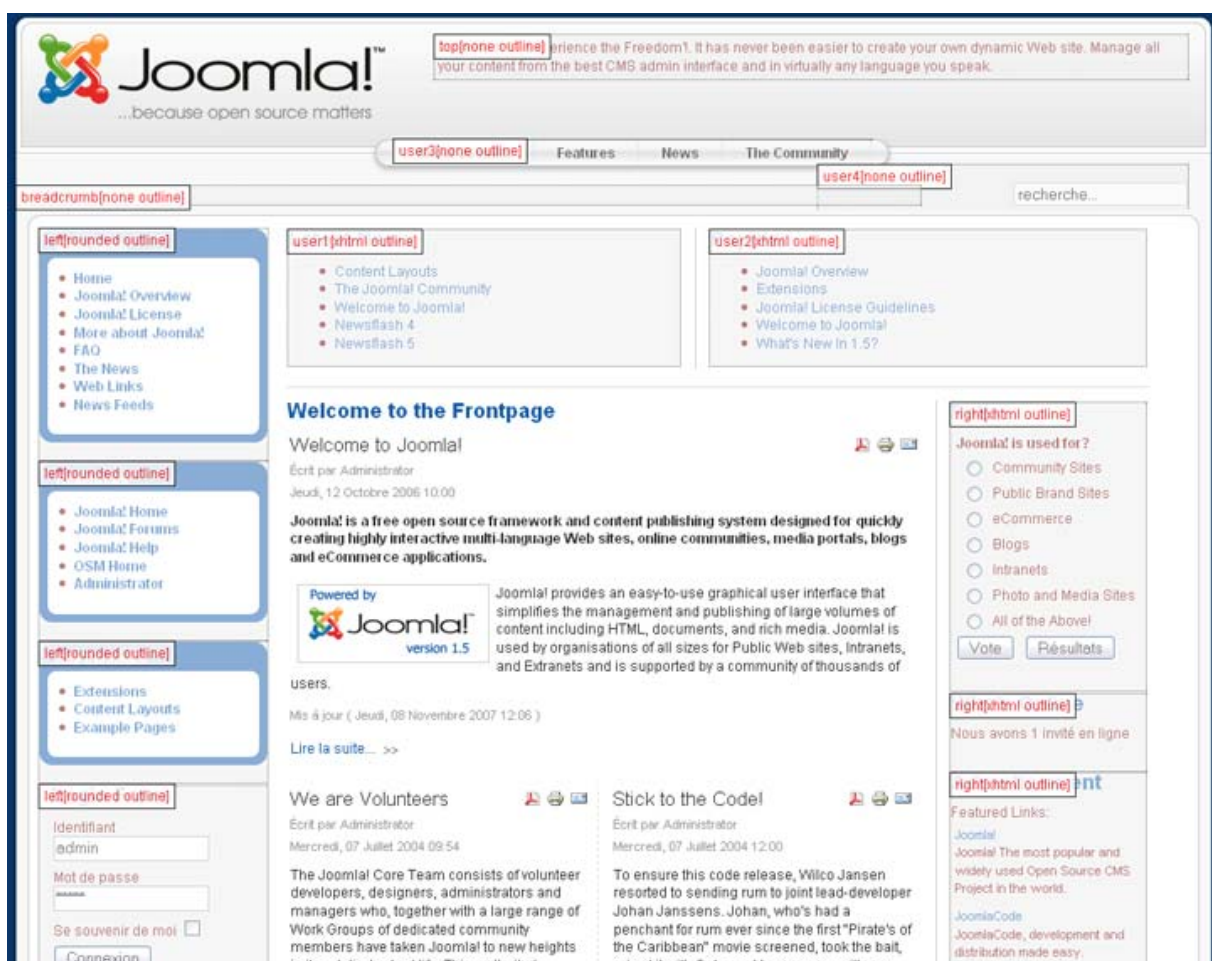 Joomla!™
...because open source matters
top[none outline] erience the Freedom'!. It has never been easier to create your own dynamic Web site. Manage all
your content from the best CMS admin interface and in virtually any language you speak.
user3[none outline] Features News The Community
user4[none outline]
breadcrumb[none outline]
recherche...
left[rounded outline]
Home
Joomla! Overview
Joomla! License
More about Joomla!
FAQ
The News
Web Links
News Feeds
left[rounded outline]
Joomla! Home
Joomla! Forums
Joomla! Help
OSM Home
Administrator
left[rounded outline]
Extensions
Content Layouts
Example Pages
left[rounded outline]
Identifiant
admin
Mot de passe
*****
Se souvenir de moi
Connexion
user1[xhtml outline]
Content Layouts
The Joomla! Community
Welcome to Joomla!
Newsflash 4
Newsflash 5
user2[xhtml outline]
Joomla! Overview
Extensions
Joomla! License Guidelines
Welcome to Joomla!
What's New In 1.5?
Welcome to the Frontpage
Welcome to Joomla!
Écrit par Administrator
Jeudi, 12 Octobre 2006 10:00
Joomla! is a free open source framework and content publishing system designed for quickly
creating highly interactive multi-language Web sites, online communities, media portals, blogs
and eCommerce applications.
Powered by
Joomla!™
version 1.5
Joomla! provides an easy-to-use graphical user interface that
simplifies the management and publishing of large volumes of
content including HTML, documents, and rich media. Joomla! is
used by organisations of all sizes for Public Web sites, Intranets,
and Extranets and is supported by a community of thousands of
users.
Mis à jour ( Jeudi, 08 Novembre 2007 12:06 )
Lire la suite... >>
We are Volunteers
Écrit par Administrator
Mercredi, 07 Juillet 2004 09:54
The Joomla! Core Team consists of volunteer
developers, designers, administrators and
managers who, together with a large range of
Work Groups of dedicated community
members have taken Joomla! to new heights
Stick to the Code!
Écrit par Administrator
Mercredi, 07 Juillet 2004 12:00
To ensure this code release, Wilco Jansen
resorted to sending rum to joint lead-developer
Johan Janssens. Johan, who's had a
penchant for rum ever since the first "Pirate's of
the Caribbean" movie screened, took the bait,
right[xhtml outline]
Joomla! is used for?
Community Sites
Public Brand Sites
eCommerce
Blogs
Intranets
Photo and Media Sites
All of the Above!
Vote Résultats
right[xhtml outline] e
Nous avons 1 invité en ligne
right[xhtml outline] ent
Featured Links:
Joomla!
Joomla! The most popular and
widely used Open Source CMS
Project in the world.
JoomlaCode
JoomlaCode, development and
distribution made easy.